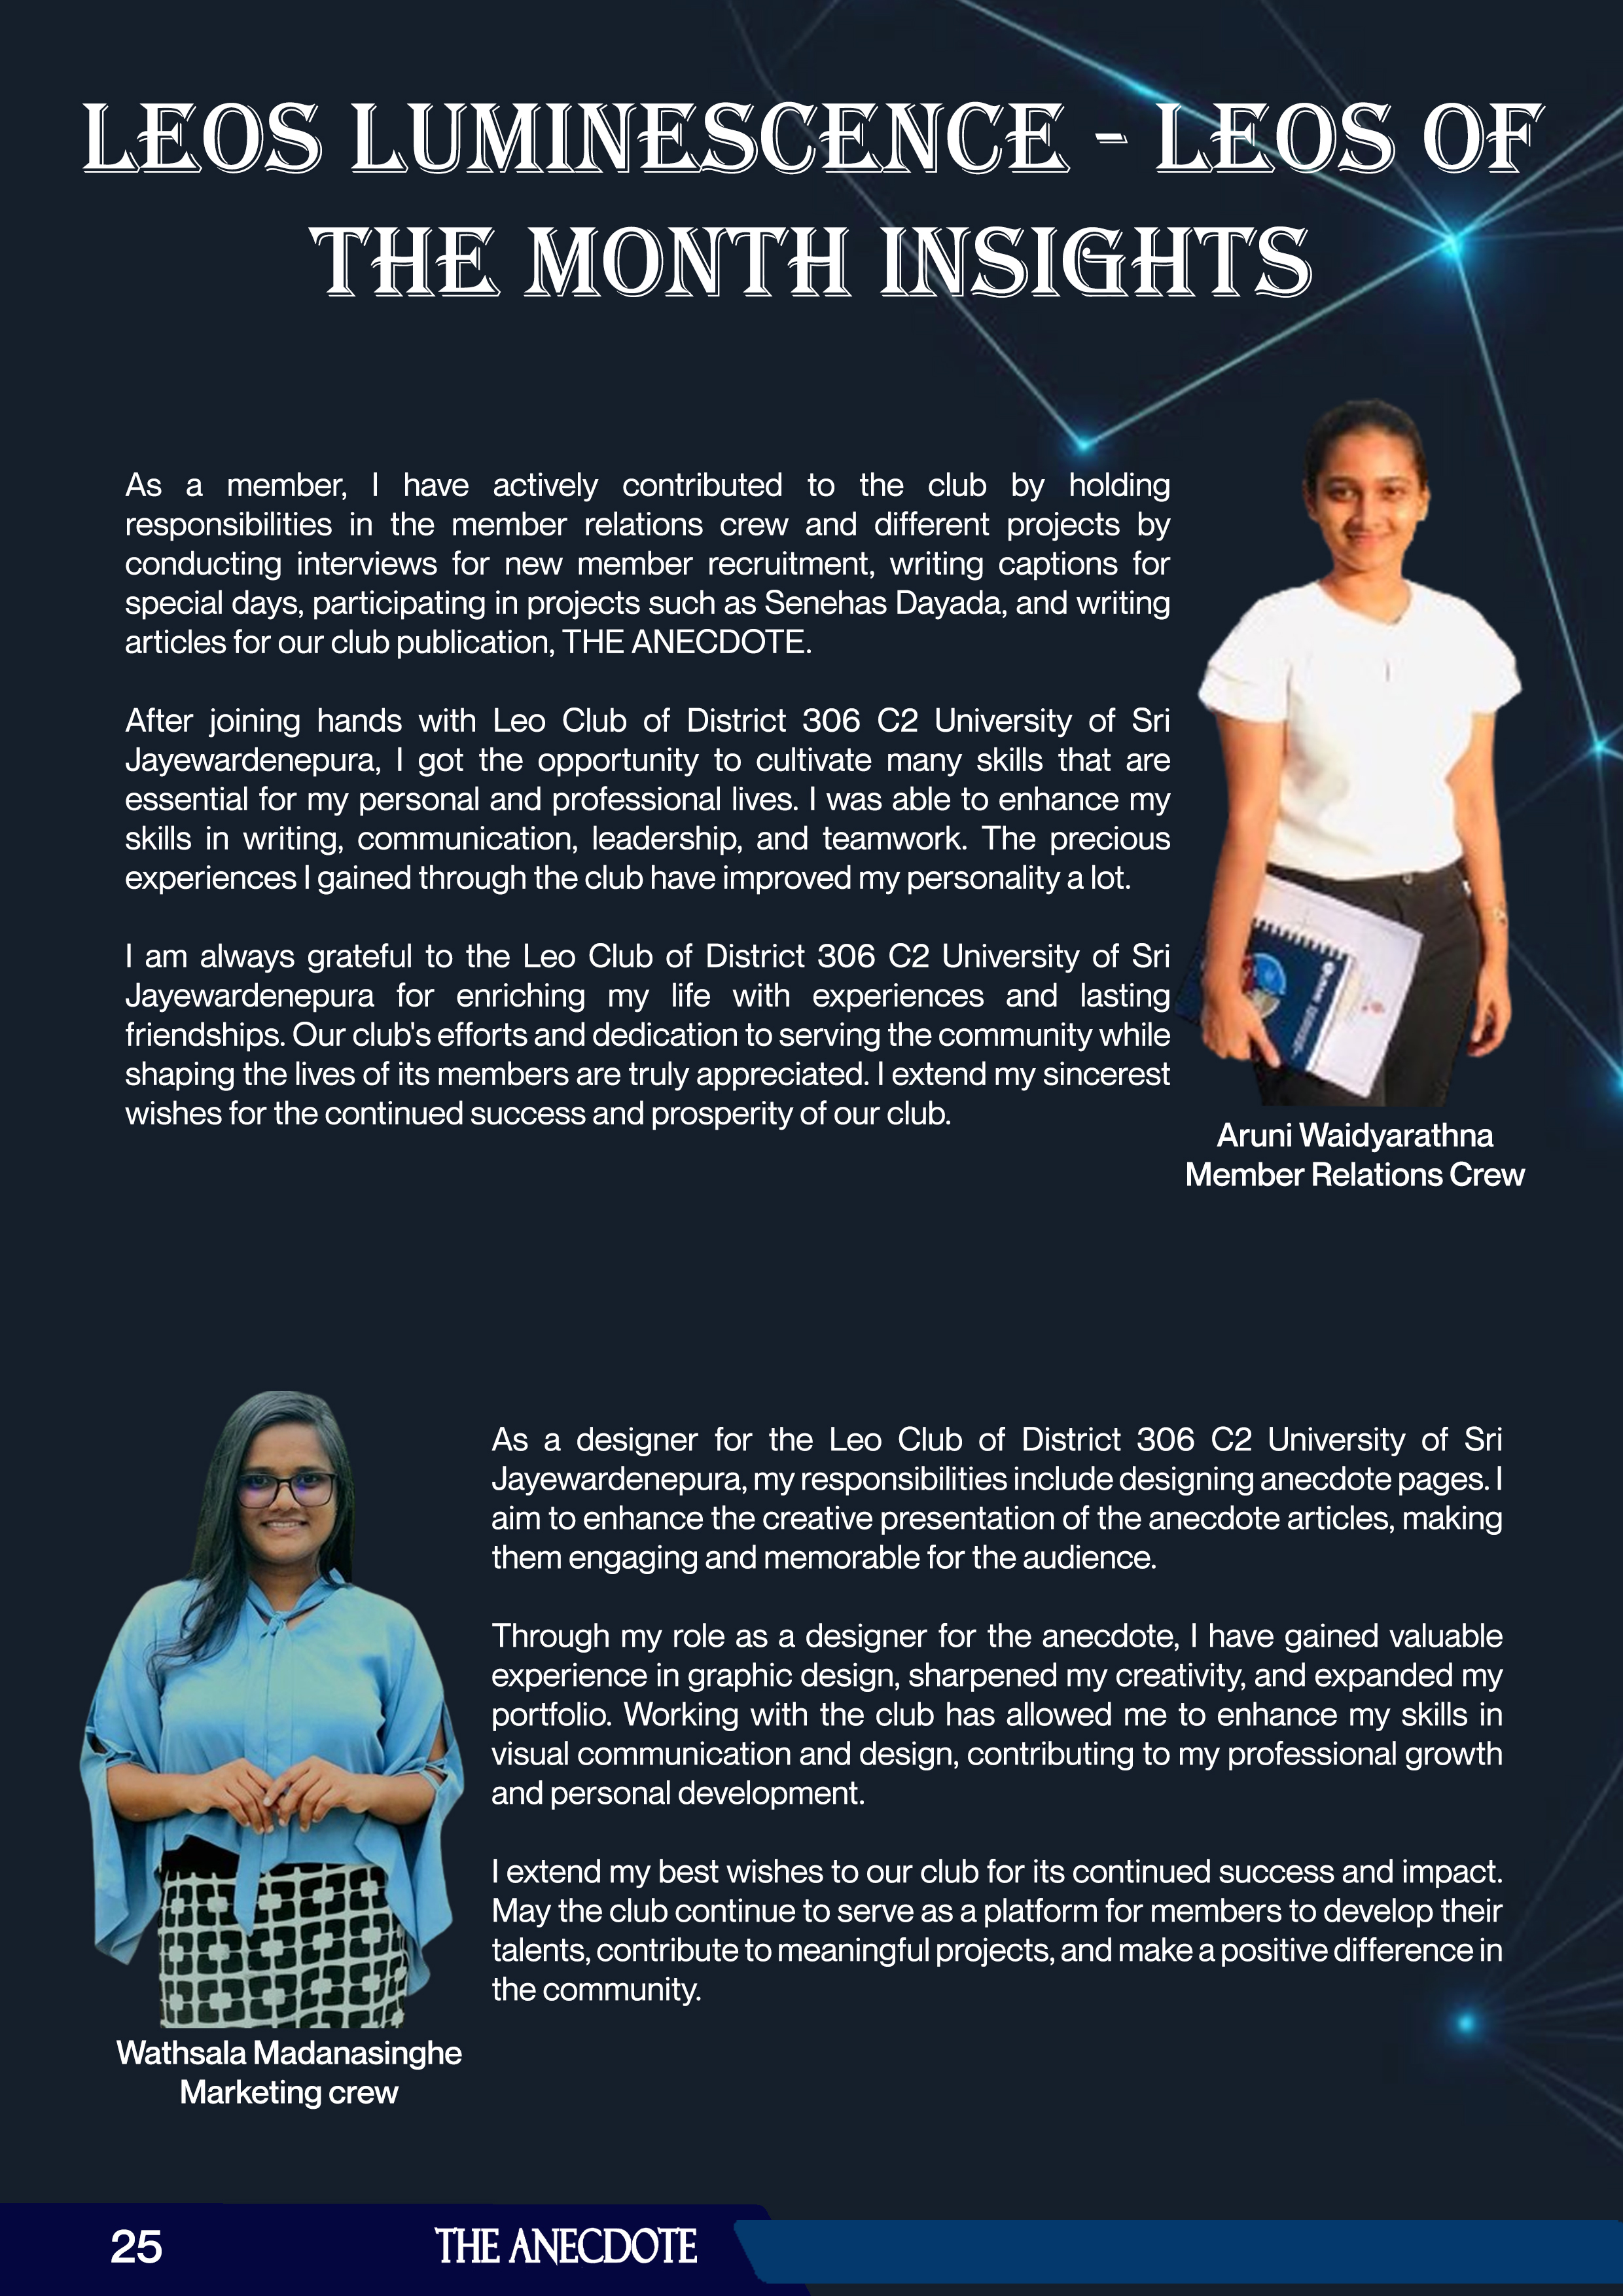 LEOS LUMINESCENCE - LEOS OF
THE MONTH INSIGHTS
As a member, I have actively contributed to the club by holding
responsibilities in the member relations crew and different projects by
conducting interviews for new member recruitment, writing captions for
special days, participating in projects such as Senehas Dayada, and writing
articles for our club publication, THE ANECDOTE.
After joining hands with Leo Club of District 306 C2 University of Sri
Jayewardenepura, I got the opportunity to cultivate many skills that are
essential for my personal and professional lives. I was able to enhance my
skills in writing, communication, leadership, and teamwork. The precious
experiences I gained through the club have improved my personality a lot.
I am always grateful to the Leo Club of District 306 C2 University of Sri
Jayewardenepura for enriching my life with experiences and lasting
friendships. Our club's efforts and dedication to serving the community while
shaping the lives of its members are truly appreciated. I extend my sincerest
wishes for the continued success and prosperity of our club.
Aruni Waidyarathna
Member Relations Crew
As a designer for the Leo Club of District 306 C2 University of Sri
Jayewardenepura, my responsibilities include designing anecdote pages. I
aim to enhance the creative presentation of the anecdote articles, making
them engaging and memorable for the audience.
Through my role as a designer for the anecdote, I have gained valuable
experience in graphic design, sharpened my creativity, and expanded my
portfolio. Working with the club has allowed me to enhance my skills in
visual communication and design, contributing to my professional growth
and personal development.
I extend my best wishes to our club for its continued success and impact.
May the club continue to serve as a platform for members to develop their
talents, contribute to meaningful projects, and make a positive difference in
the community.
Wathsala Madanasinghe
Marketing crew
25
THE ANECDOTE